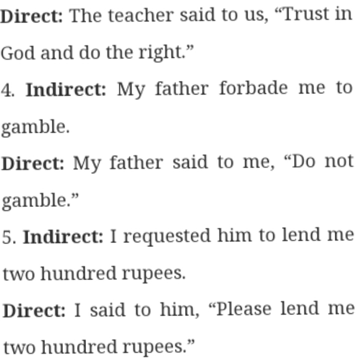 Direct: The teacher said to us, “Trust in
God and do the right.”
4. Indirect: My father forbade me to
gamble.
Direct: My father said to me, “Do not
gamble.”
5. Indirect: I requested him to lend me
two hundred rupees.
Direct: I said to him, “Please lend me
two hundred rupees.”